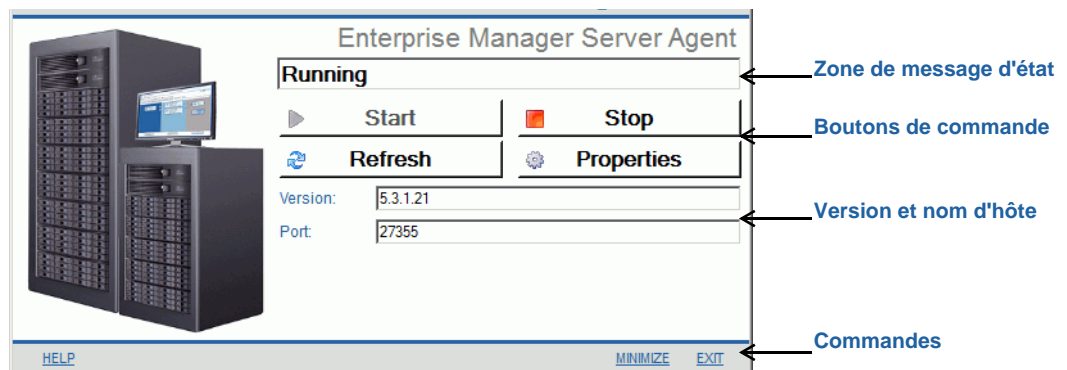 Enterprise Manager Server Agent
Running
Zone de message d'état
Start
Stop
Boutons de commande
Refresh
Properties
Version:
5.3.1.21
Version et nom d'hôte
Port:
27355
Commandes
HELP
MINIMIZE
EXIT